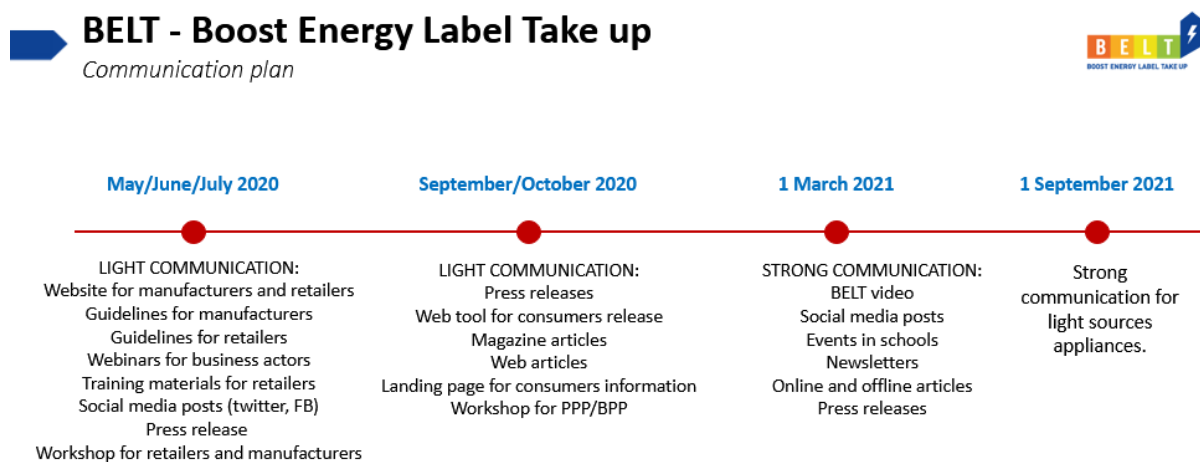 BELT - Boost Energy Label Take up
Communication plan
BELT
BOOST ENERGY LABEL TAKE UP
May/June/July 2020
LIGHT COMMUNICATION:
Website for manufacturers and retailers
Guidelines for manufacturers
Guidelines for retailers
Webinars for business actors
Training materials for retailers
Social media posts (twitter, FB)
Press release
Workshop for retailers and manufacturers
September/October 2020
LIGHT COMMUNICATION:
Press releases
Web tool for consumers release
Magazine articles
Web articles
Landing page for consumers information
Workshop for PPP/BPP
1 March 2021
STRONG COMMUNICATION:
BELT video
Social media posts
Events in schools
Newsletters
Online and offline articles
Press releases
1 September 2021
Strong
communication for
light sources
appliances.